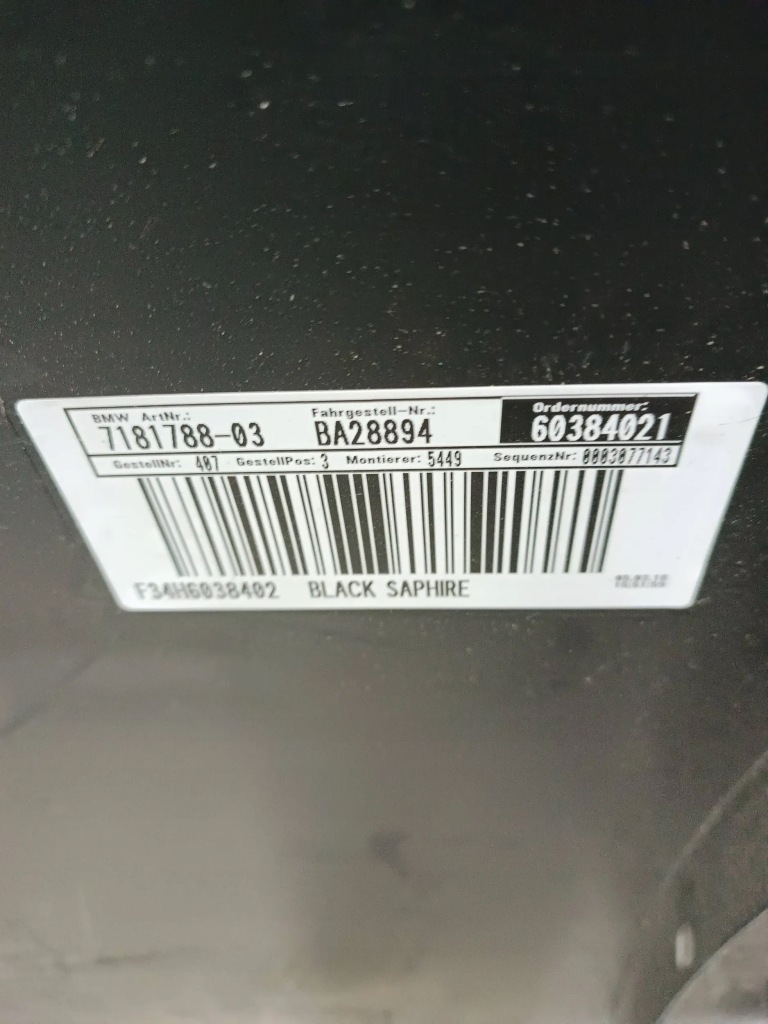 BMW ArtNr.: Fahrgestell-Nr.: Ordernummer:
7181788-03 BA28894 60384021
GestellNr: 407 GestellPos: 3 Montierer: 5449 SequenzNr: 0003077143
F34H6038402 BLACK SAPHIRE